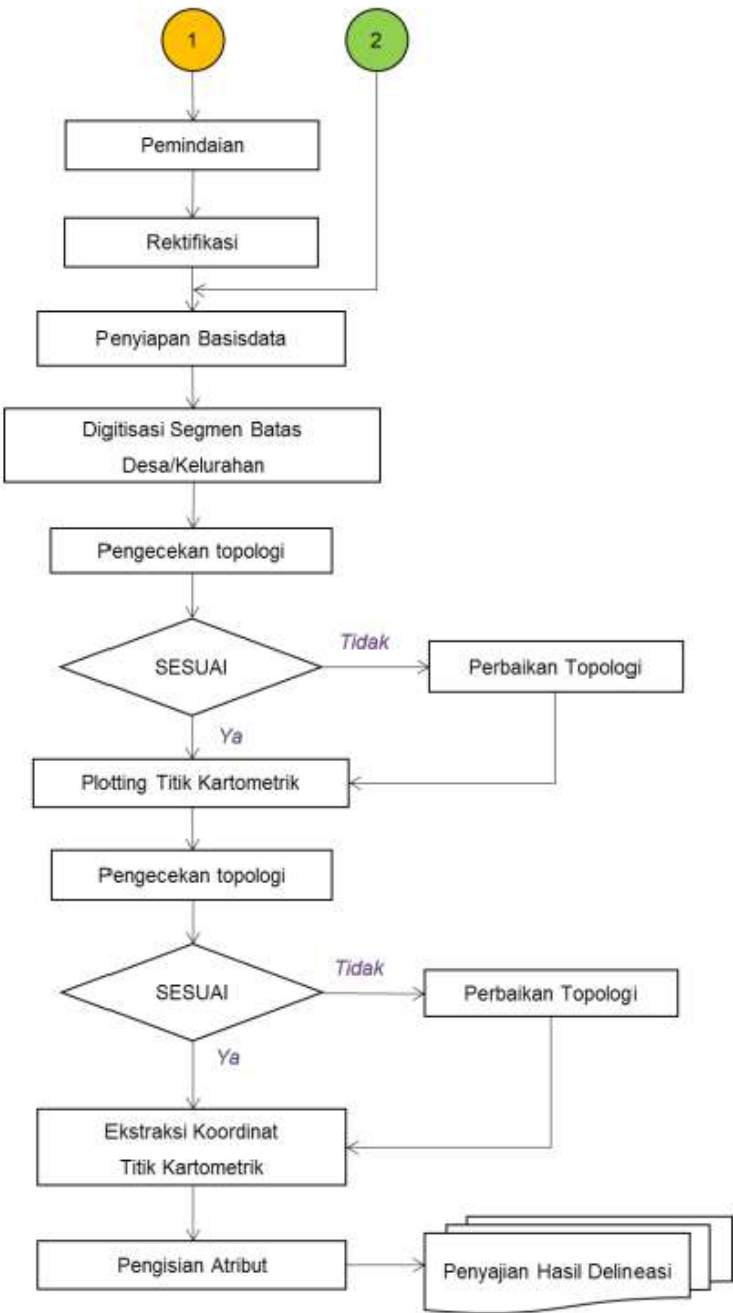 1
2
Pemindaian
Rektifikasi
Penyiapan Basisdata
Digitisasi Segmen Batas
Desa/Kelurahan
Pengecekan topologi
SESUAI
Tidak
Perbaikan Topologi
Ya
Plotting Titik Kartometrik
Pengecekan topologi
SESUAI
Tidak
Perbaikan Topologi
Ya
Ekstraksi Koordinat
Titik Kartometrik
Pengisian Atribut
Penyajian Hasil Delineasi